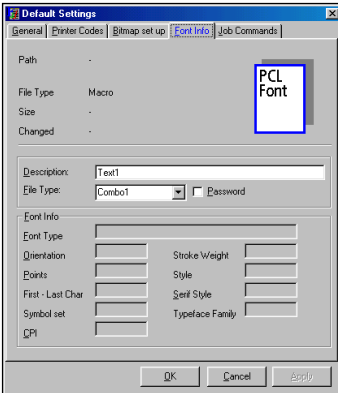 Default Settings
General Printer Codes Bitmap set up Font Info Job Commands
Path -
File Type Macro
Size -
Changed -
PCL
Font
Description: Text1
File Type: Combo1 Password
Font Info
Font Type
Orientation Stroke Weight
Points Style
First - Last Char Serif Style
Symbol set Typeface Family
CPI
OK Cancel Apply